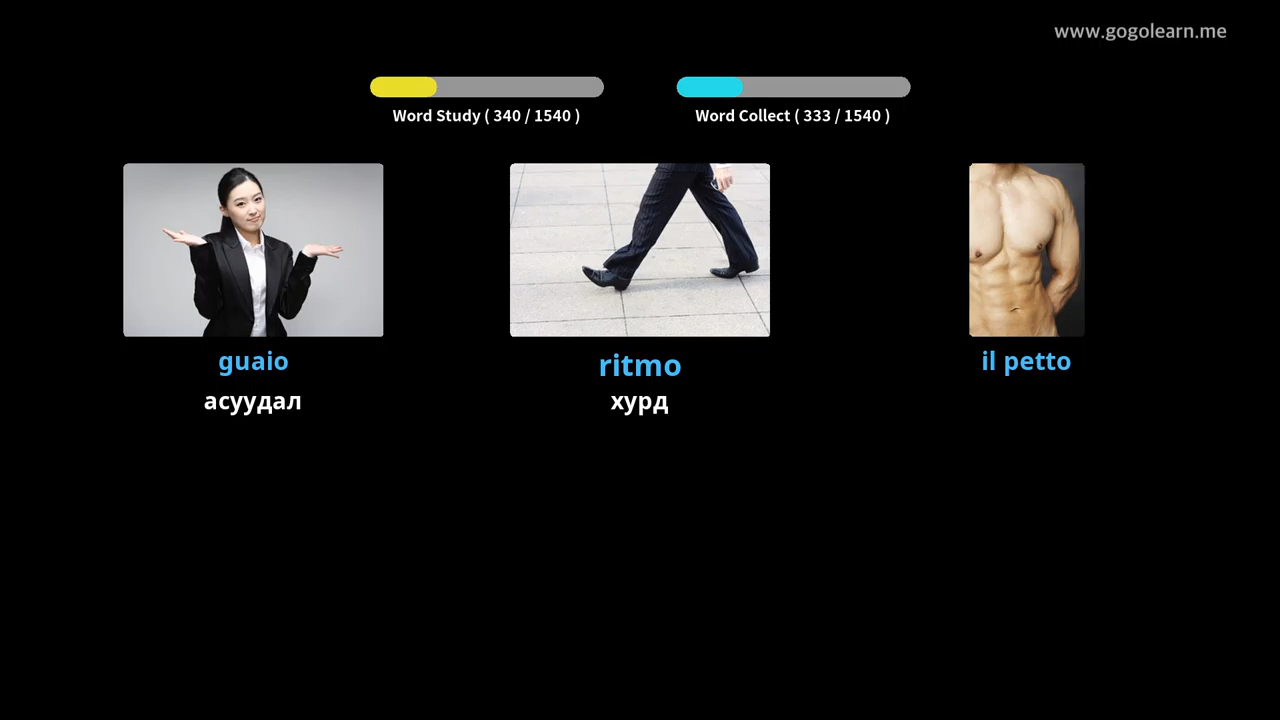 www.gogolearn.me
Word Study ( 340 / 1540 )
Word Collect ( 333 / 1540 )
guaio
ritmo
il petto
асуудал
хурд